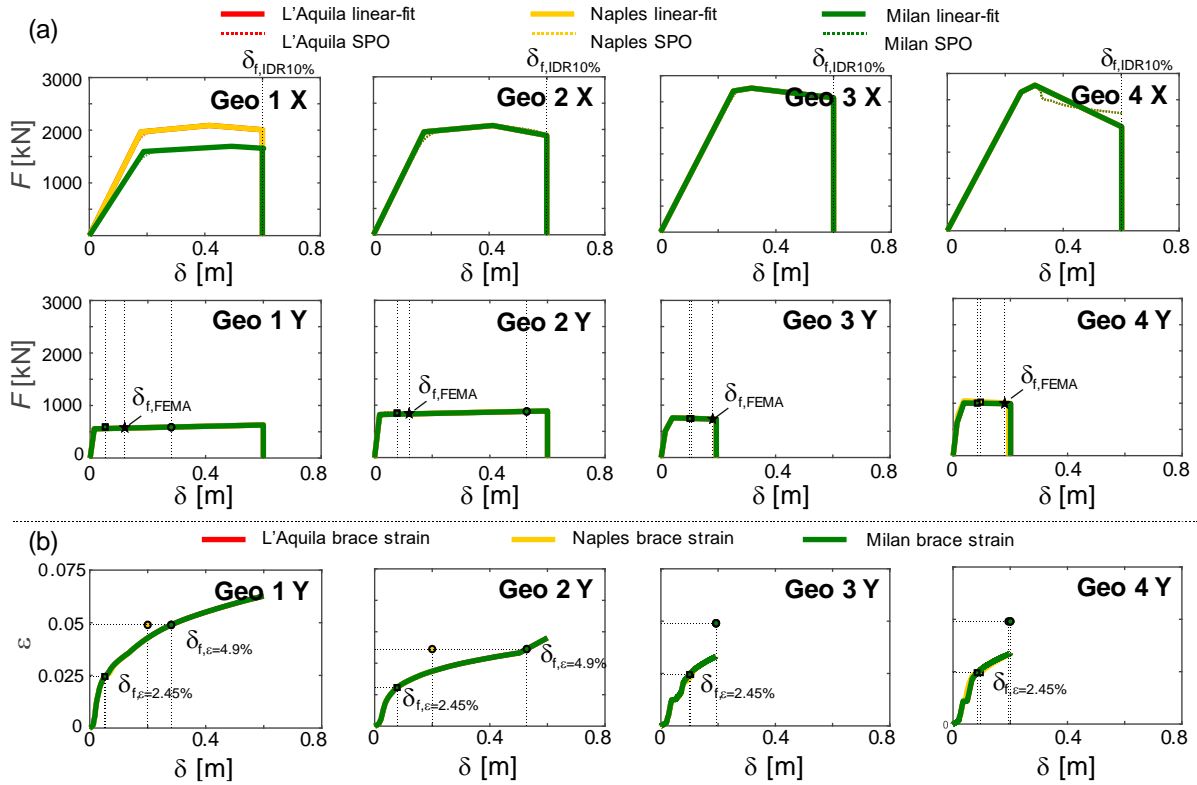 (a)
L'Aquila linear-fit Naples linear-fit Milan linear-fit
L'Aquila SPO Naples SPO Milan SPO
δf,IDR10% δf,IDR10% δf,IDR10% δf,IDR10%
Geo 1 X Geo 2 X Geo 3 X Geo 4 X
F [kN]
3000
2000
1000
0 0.4 0.8 0 0.4 0.8 0 0.4 0.8 0 0.4 0.8
δ [m] δ [m] δ [m] δ [m]
Geo 1 Y Geo 2 Y Geo 3 Y Geo 4 Y
F [kN]
3000
2000
1000
0
δf,FEMA δf,FEMA δf,FEMA δf,FEMA
0 0.4 0.8 0 0.4 0.8 0 0.4 0.8 0 0.4 0.8
δ [m] δ [m] δ [m] δ [m]
(b)
L'Aquila brace strain Naples brace strain Milan brace strain
Geo 1 Y Geo 2 Y Geo 3 Y Geo 4 Y
ε
0.075
0.05
0.025
0
0
δf,ε=4.9% δf,ε=4.9%
δf,ε=2.45% δf,ε=2.45% δf,ε=2.45% δf,ε=2.45%
0 0.4 0.8 0 0.4 0.8 0 0.4 0.8 0 0.4 0.8
δ [m] δ [m] δ [m] δ [m]